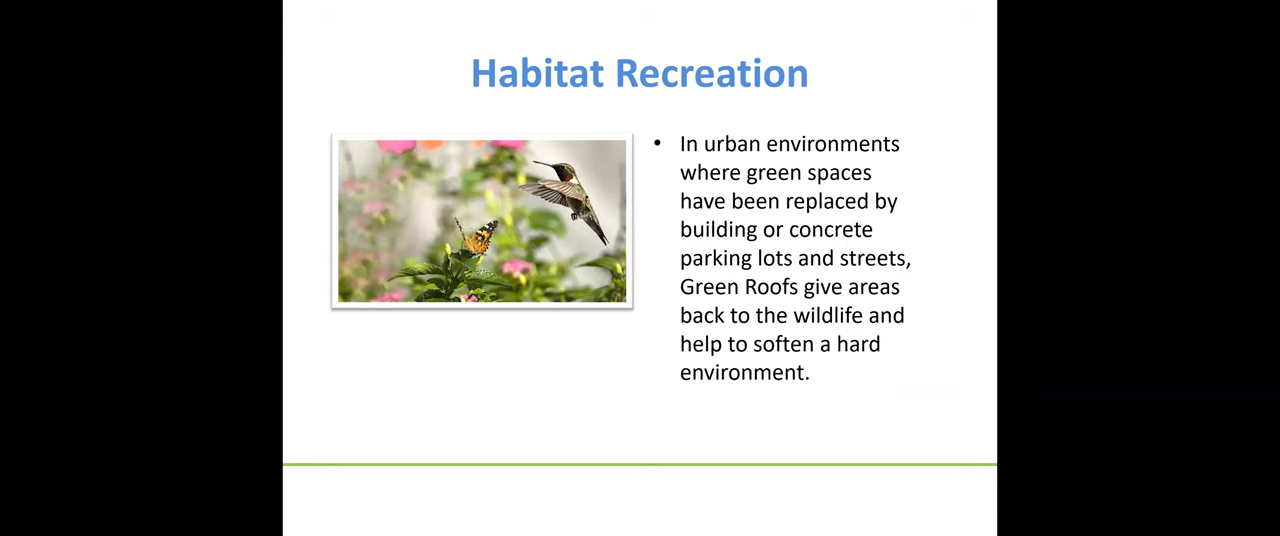 Habitat Recreation
• In urban environments
where green spaces
have been replaced by
building or concrete
parking lots and streets,
Green Roofs give areas
back to the wildlife and
help to soften a hard
environment.